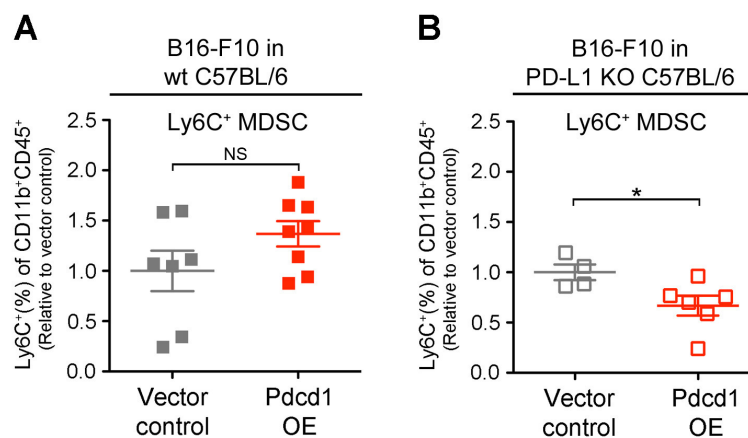 A
B16-F10 in
wt C57BL/6
Ly6C⁺ MDSC
NS
Ly6C⁺(%) of CD11b⁺CD45⁺
(Relative to vector control)
2.5
2.0
1.5
1.0
0.5
0.0
Vector
control
Pdcd1
OE
B
B16-F10 in
PD-L1 KO C57BL/6
Ly6C⁺ MDSC
*
Ly6C⁺(%) of CD11b⁺CD45⁺
(Relative to vector control)
2.5
2.0
1.5
1.0
0.5
0.0
Vector
control
Pdcd1
OE